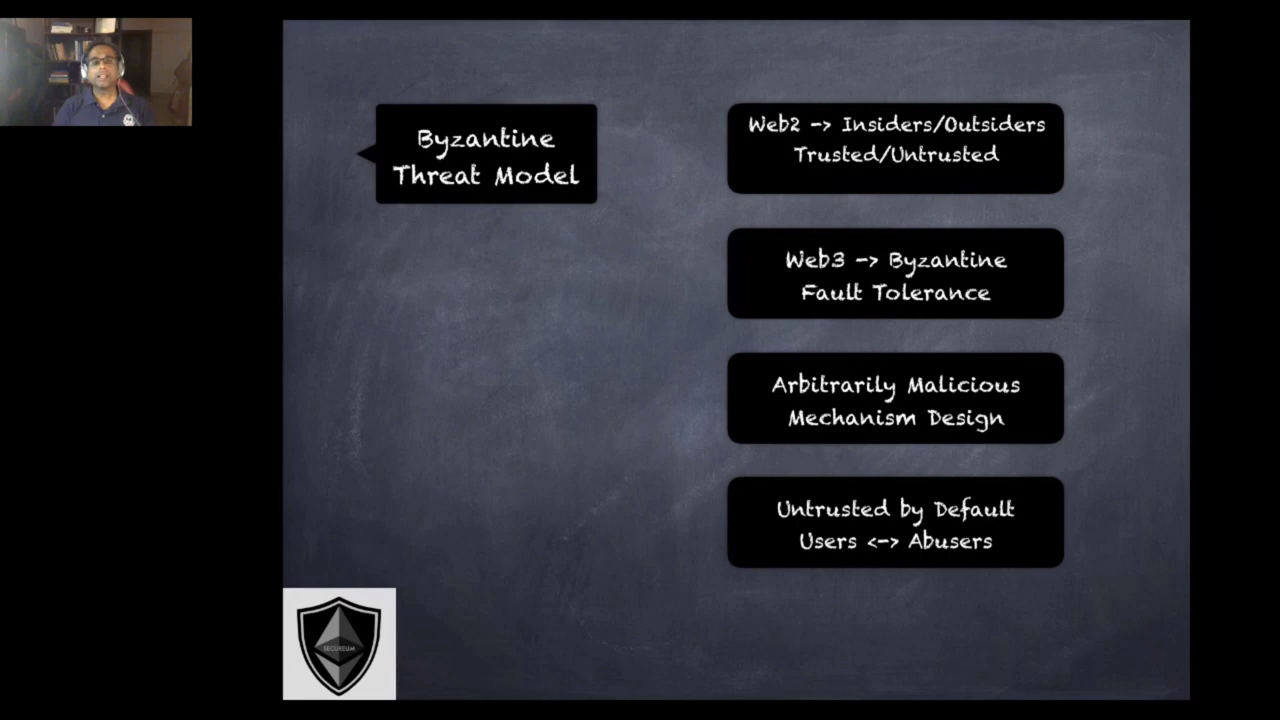 Byzantine
Threat Model
Web2 -> Insiders/Outsiders
Trusted/Untrusted
Web3 -> Byzantine
Fault Tolerance
Arbitrarily Malicious
Mechanism Design
Untrusted by Default
Users <-> Abusers
SECUREUM